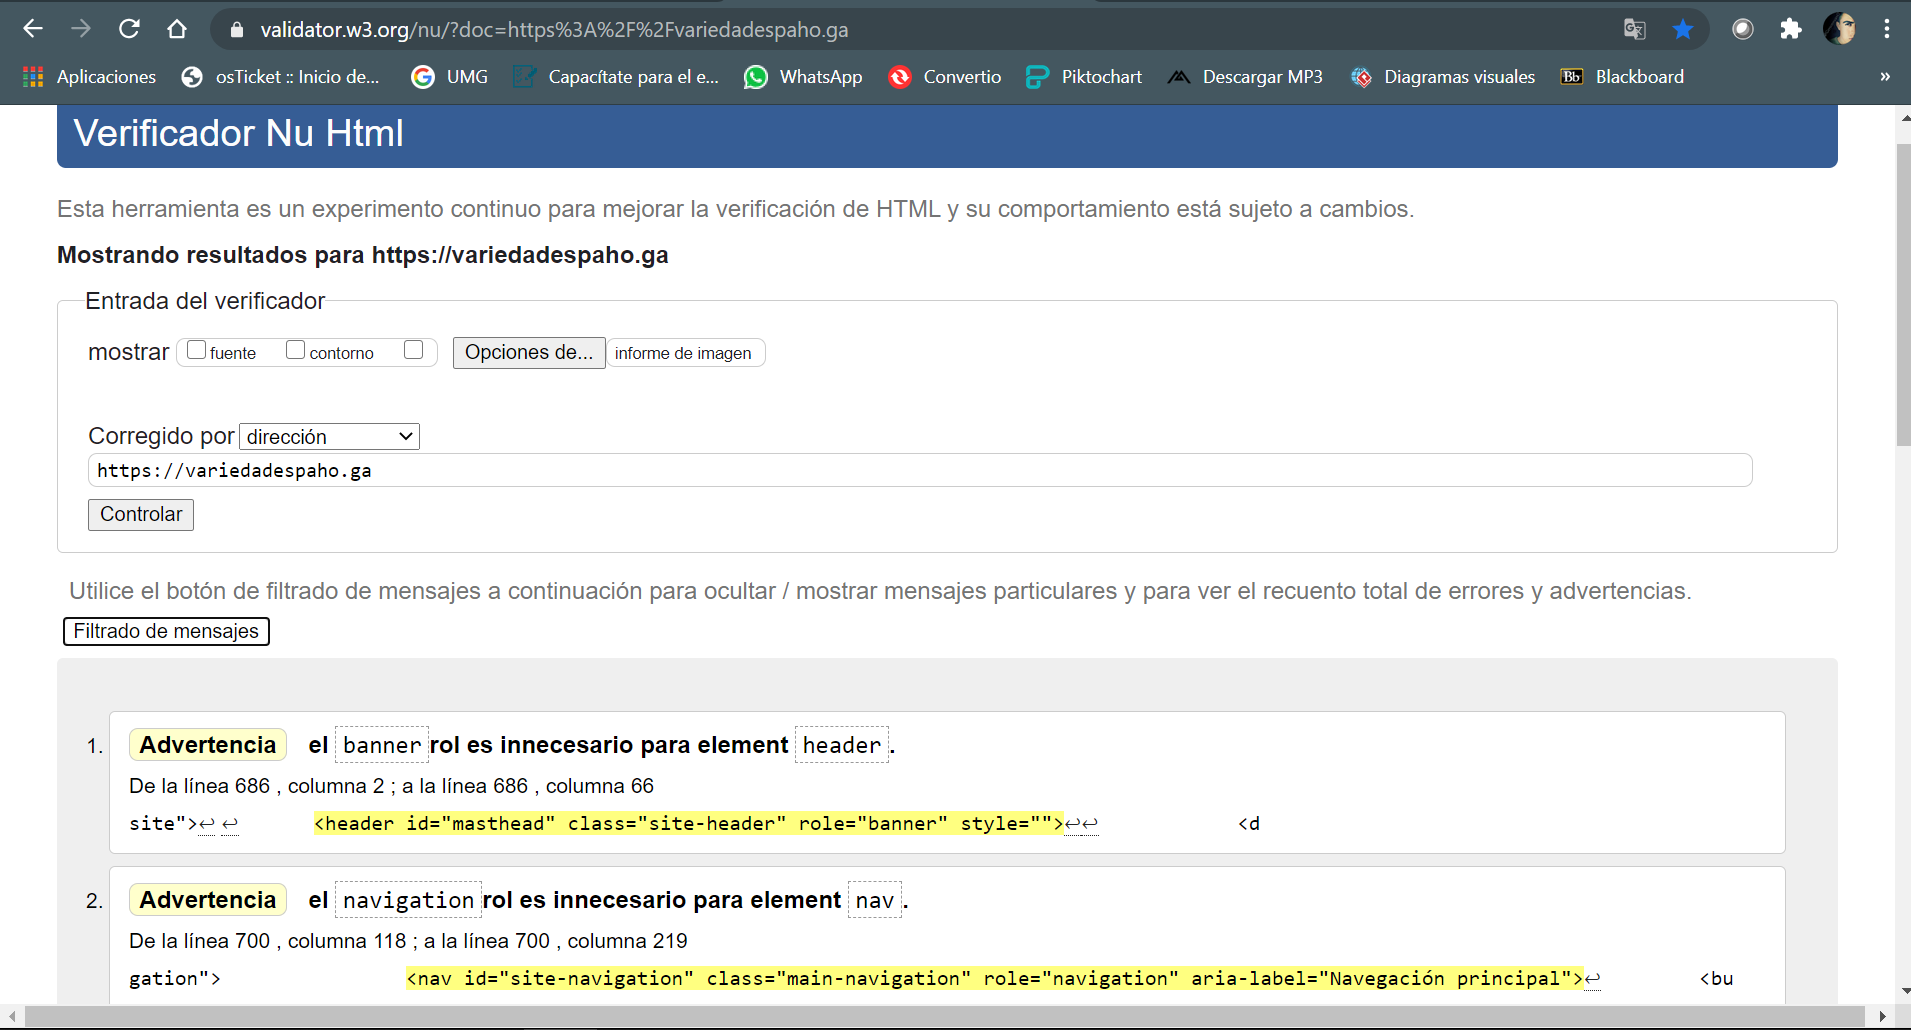 validator.w3.org/nu/?doc=https%3A%2F%2Fvariedadespaho.ga
Aplicaciones osTicket :: Inicio de... UMG Capacítate para el e... WhatsApp Convertio Piktochart Descargar MP3 Diagramas visuales Bb Blackboard »
Verificador Nu Html
Esta herramienta es un experimento continuo para mejorar la verificación de HTML y su comportamiento está sujeto a cambios.
Mostrando resultados para https://variedadespaho.ga
Entrada del verificador
mostrar fuente contorno Opciones de... informe de imagen
Corregido por dirección
https://variedadespaho.ga
Controlar
Utilice el botón de filtrado de mensajes a continuación para ocultar / mostrar mensajes particulares y para ver el recuento total de errores y advertencias.
Filtrado de mensajes
1. Advertencia el banner rol es innecesario para element header.
De la línea 686 , columna 2 ; a la línea 686 , columna 66
site">↩ ↩ <header id="masthead" class="site-header" role="banner" style="">↩↩ <d
2. Advertencia el navigation rol es innecesario para element nav.
De la línea 700 , columna 118 ; a la línea 700 , columna 219
gation"> <nav id="site-navigation" class="main-navigation" role="navigation" aria-label="Navegación principal">↩ <bu